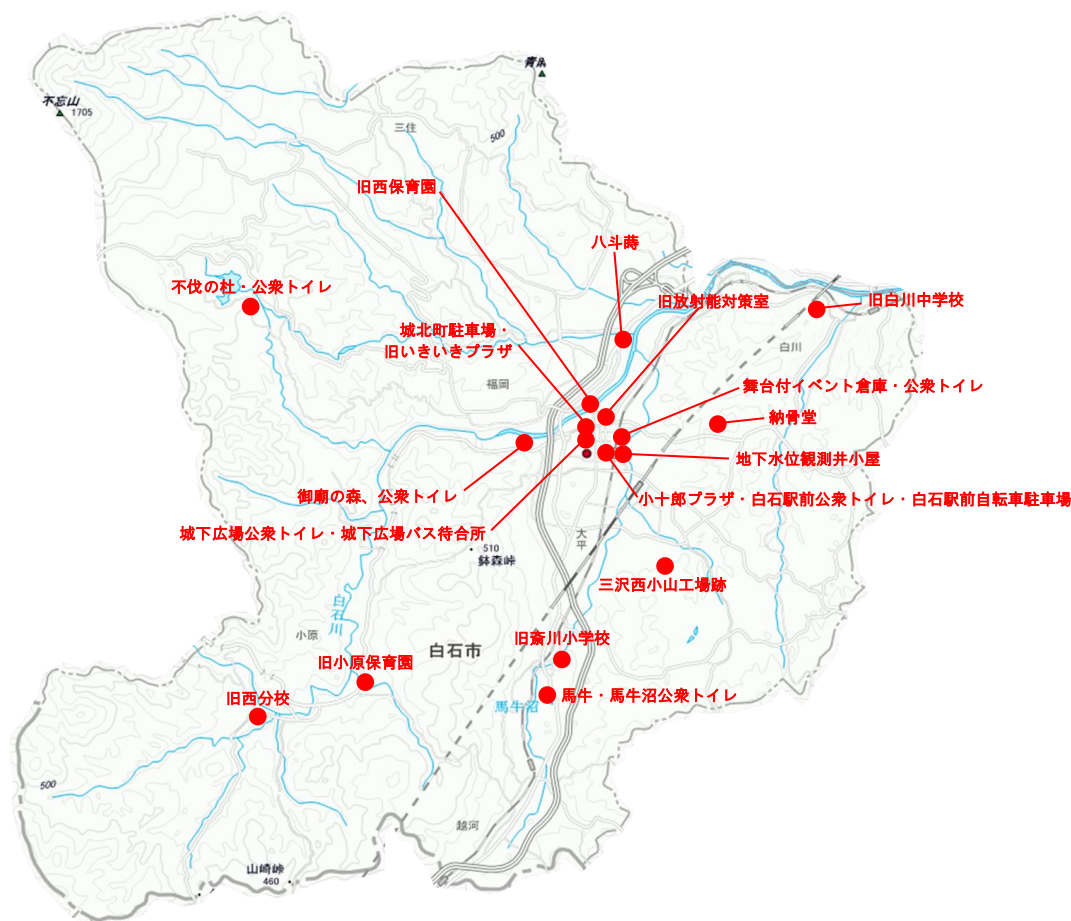 青麻
不忘山
1705
三住
500
旧西保育園
八斗蒔
不伐の杜・公衆トイレ
旧放射能対策室
旧白川中学校
城北町駐車場・
旧いきいきプラザ
白川
福岡
舞台付イベント倉庫・公衆トイレ
納骨堂
地下水位観測井小屋
御廟の森、公衆トイレ
小十郎プラザ・白石駅前公衆トイレ・白石駅前自転車駐車場
城下広場公衆トイレ・城下広場バス待合所
大平
510
鉢森峠
三沢西小山工場跡
白石川
小原
旧斎川小学校
白石市
旧小原保育園
旧西分校
馬牛・馬牛沼公衆トイレ
馬牛沼
500
越河
山崎峠
460